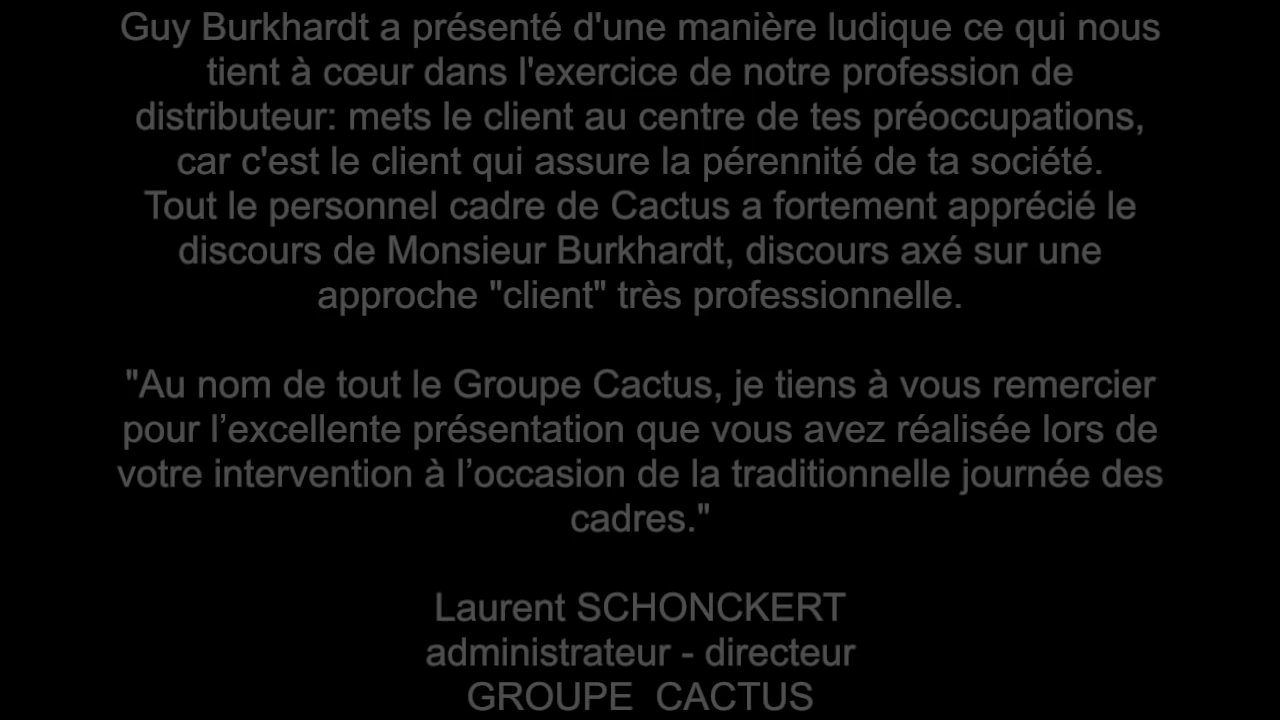 Guy Burkhardt a présenté d'une manière ludique ce qui nous
tient à cœur dans l'exercice de notre profession de
distributeur: mets le client au centre de tes préoccupations,
car c'est le client qui assure la pérennité de ta société.
Tout le personnel cadre de Cactus a fortement apprécié le
discours de Monsieur Burkhardt, discours axé sur une
approche "client" très professionnelle.
"Au nom de tout le Groupe Cactus, je tiens à vous remercier
pour l’excellente présentation que vous avez réalisée lors de
votre intervention à l’occasion de la traditionnelle journée des
cadres."
Laurent SCHONCKERT
administrateur - directeur
GROUPE  CACTUS